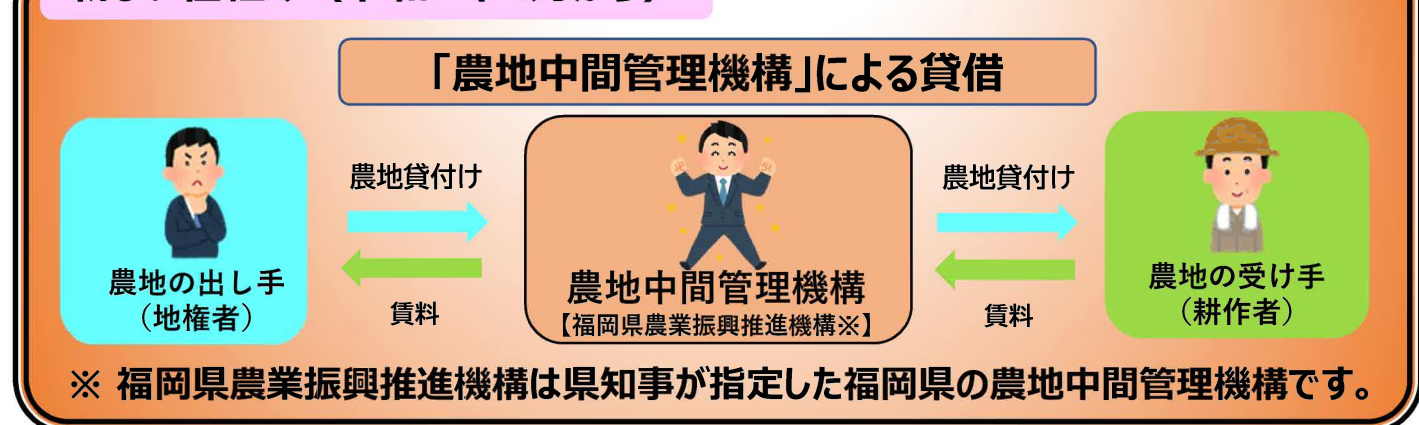 「農地中間管理機構」による貸借
農地の出し手
(地権者)
農地貸付け
賃料
農地中間管理機構
【福岡県農業振興推進機構※】
農地貸付け
賃料
農地の受け手
(耕作者)
※ 福岡県農業振興推進機構は県知事が指定した福岡県の農地中間管理機構です。